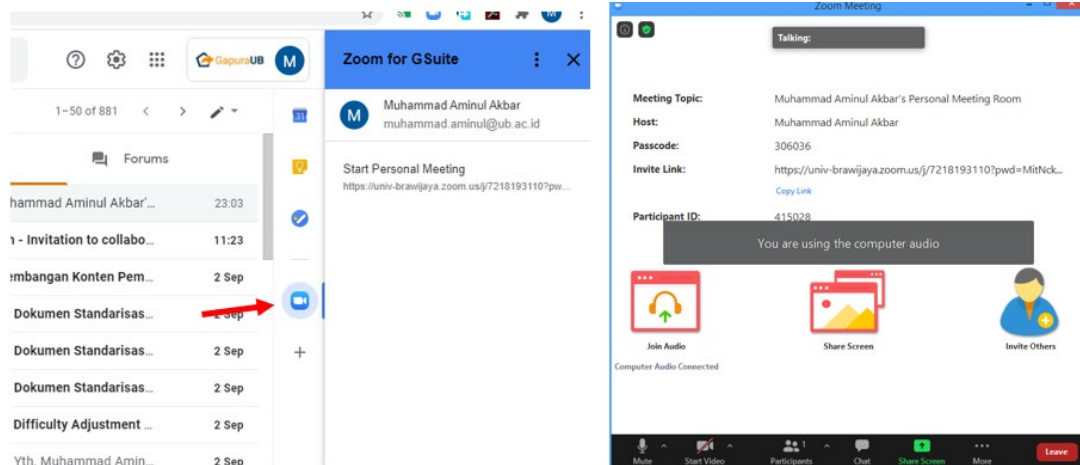 GapuraUB
M
1–50 of 881
31
Forums
hammad Aminul Akbar'...
23:03
n - Invitation to collabo...
11:23
embangan Konten Pem...
2 Sep
Dokumen Standarisas...
2 Sep
Dokumen Standarisas...
2 Sep
Dokumen Standarisas...
2 Sep
Difficulty Adjustment ...
2 Sep
Yth. Muhammad Amin...
2 Sep
Zoom for GSuite
M
Muhammad Aminul Akbar
muhammad.aminul@ub.ac.id
Start Personal Meeting
https://univ-brawijaya.zoom.us/j/7218193110?pw...
Zoom Meeting
Talking:
Meeting Topic: Muhammad Aminul Akbar's Personal Meeting Room
Host: Muhammad Aminul Akbar
Passcode: 306036
Invite Link: https://univ-brawijaya.zoom.us/j/7218193110?pwd=MitNck...
Copy Link
Participant ID: 415028
You are using the computer audio
Join Audio
Share Screen
Invite Others
Computer Audio Connected
Mute
Start Video
1
Participants
Chat
Share Screen
More
Leave